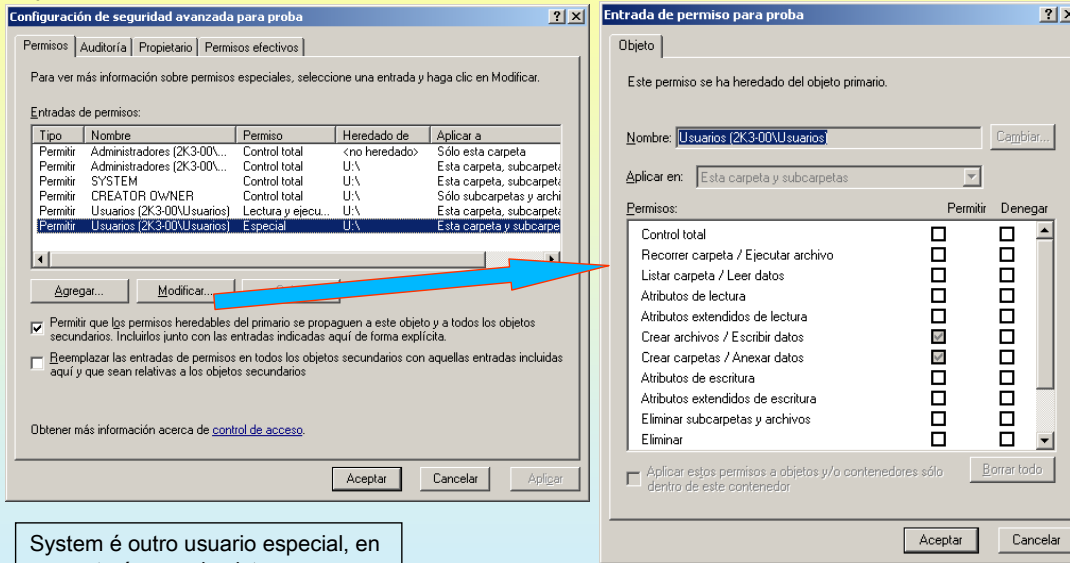 Configuración de seguridad avanzada para proba
Permisos Auditoría Propietario Permisos efectivos
Para ver más información sobre permisos especiales, seleccione una entrada y haga clic en Modificar.
Entradas de permisos:
Tipo Nombre Permiso Heredado de Aplicar a
Permitir Administradores (2K3-00\... Control total <no heredado> Sólo esta carpeta
Permitir Administradores (2K3-00\... Control total U:\ Esta carpeta, subcarpeta
Permitir SYSTEM Control total U:\ Esta carpeta, subcarpeta
Permitir CREATOR OWNER Control total U:\ Sólo subcarpetas y archi
Permitir Usuarios (2K3-00\Usuarios) Lectura y ejecu... U:\ Esta carpeta, subcarpeta
Permitir Usuarios (2K3-00\Usuarios) Especial U:\ Esta carpeta y subcarpe
Agregar... Modificar...
Permitir que los permisos heredables del primario se propaguen a este objeto y a todos los objetos
secundarios. Incluirlos junto con las entradas indicadas aquí de forma explícita.
Reemplazar las entradas de permisos en todos los objetos secundarios con aquellas entradas incluidas
aquí y que sean relativas a los objetos secundarios
Obtener más información acerca de control de acceso.
Aceptar Cancelar Aplicar
System é outro usuario especial, en
Entrada de permiso para proba
Objeto
Este permiso se ha heredado del objeto primario.
Nombre: Usuarios (2K3-00\Usuarios) Cambiar...
Aplicar en: Esta carpeta y subcarpetas
Permisos: Permitir Denegar
Control total
Recorrer carpeta / Ejecutar archivo
Listar carpeta / Leer datos
Atributos de lectura
Atributos extendidos de lectura
Crear archivos / Escribir datos
Crear carpetas / Anexar datos
Atributos de escritura
Atributos extendidos de escritura
Eliminar subcarpetas y archivos
Eliminar
Aplicar estos permisos a objetos y/o contenedores sólo
dentro de este contenedor
Borrar todo
Aceptar Cancelar